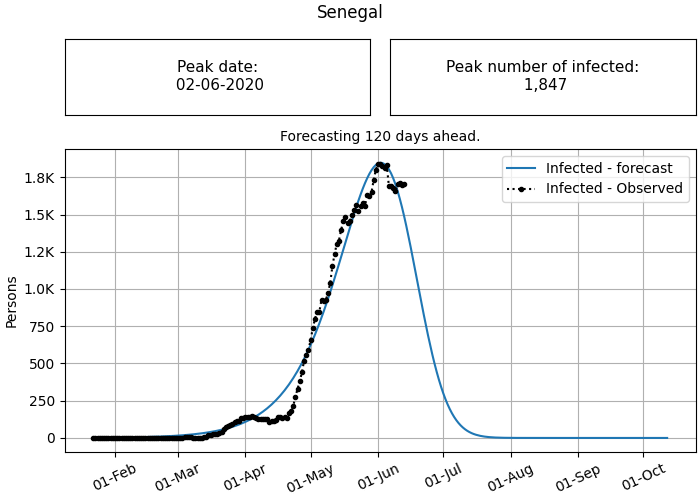 Senegal
Peak date:
02-06-2020
Peak number of infected:
1,847
Forecasting 120 days ahead.
Infected - forecast
Infected - Observed
Persons
1.8K
1.5K
1.2K
1.0K
750
500
250
0
01-Feb
01-Mar
01-Apr
01-May
01-Jun
01-Jul
01-Aug
01-Sep
01-Oct